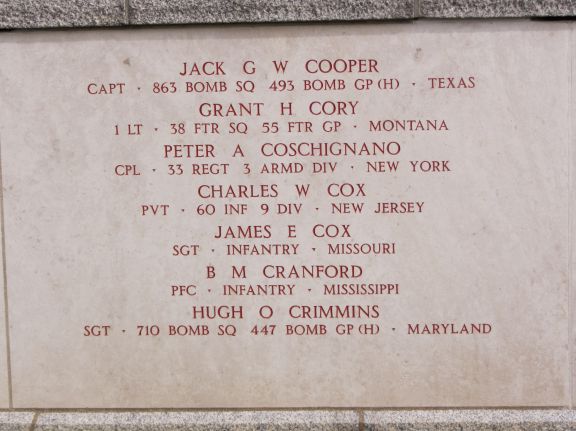 JACK G W COOPER
CAPT · 863 BOMB SQ 493 BOMB GP (H) · TEXAS
GRANT H CORY
1 LT · 38 FTR SQ 55 FTR GP · MONTANA
PETER A COSCHIGNANO
CPL · 33 REGT 3 ARMD DIV · NEW YORK
CHARLES W COX
PVT · 60 INF 9 DIV · NEW JERSEY
JAMES E COX
SGT · INFANTRY · MISSOURI
B M CRANFORD
PFC · INFANTRY · MISSISSIPPI
HUGH O CRIMMINS
SGT · 710 BOMB SQ 447 BOMB GP (H) · MARYLAND